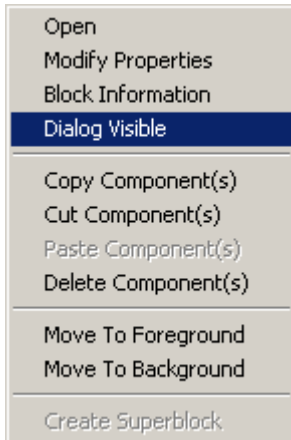 Open
Modify Properties
Block Information
Dialog Visible
Copy Component(s)
Cut Component(s)
Paste Component(s)
Delete Component(s)
Move To Foreground
Move To Background
Create Superblock